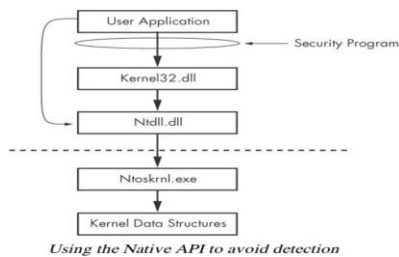 User Application
Security Program
Kernel32.dll
Ntdll.dll
Ntoskrnl.exe
Kernel Data Structures
Using the Native API to avoid detection